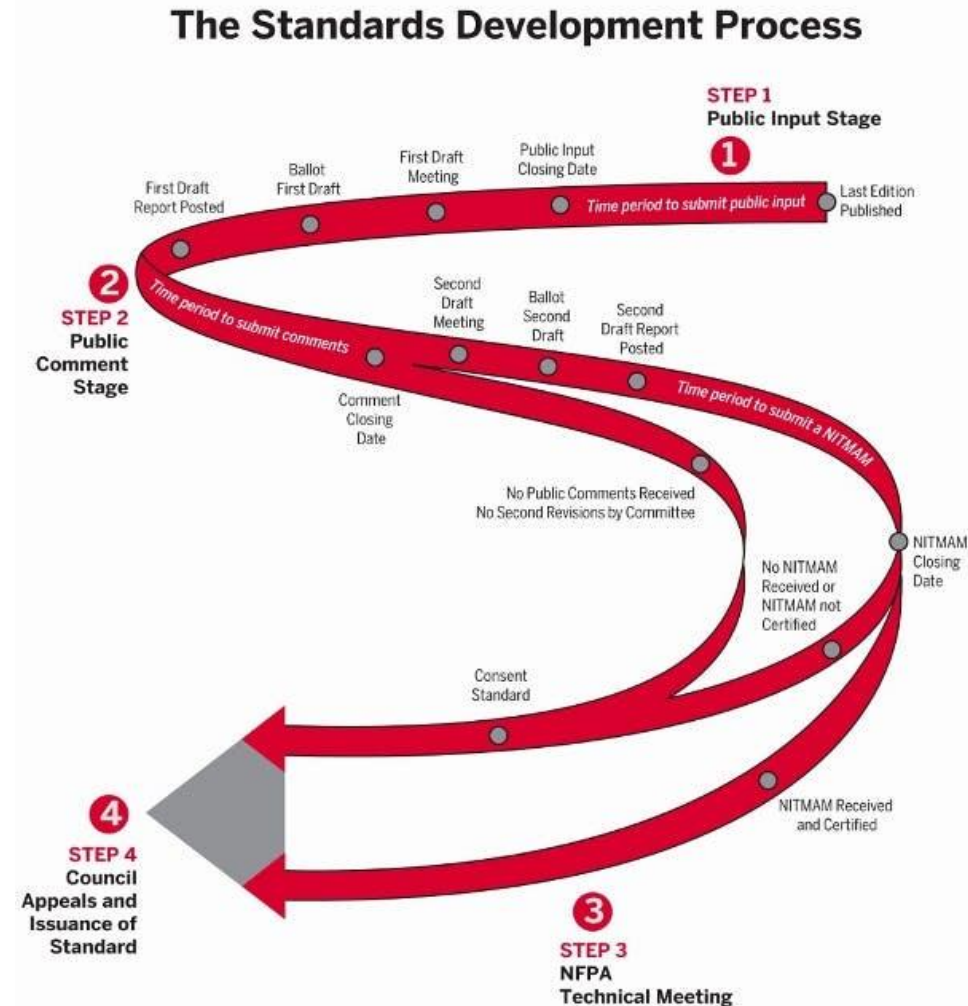 The Standards Development Process
STEP 1
Public Input Stage
1
Public Input
Closing Date
First Draft
Meeting
Ballot
First Draft
First Draft
Report Posted
Time period to submit public input
Last Edition
Published
2
STEP 2
Public
Comment
Stage
Time period to submit comments
Comment
Closing
Date
Second
Draft
Meeting
Ballot
Second
Draft
Second
Draft Report
Posted
Time period to submit a NITMAM
No Public Comments Received
No Second Revisions by Committee
NITMAM
Closing
Date
No NITMAM
Received or
NITMAM not
Certified
Consent
Standard
NITMAM Received
and Certified
3
STEP 3
NFPA
Technical Meeting
4
STEP 4
Council
Appeals and
Issuance of
Standard